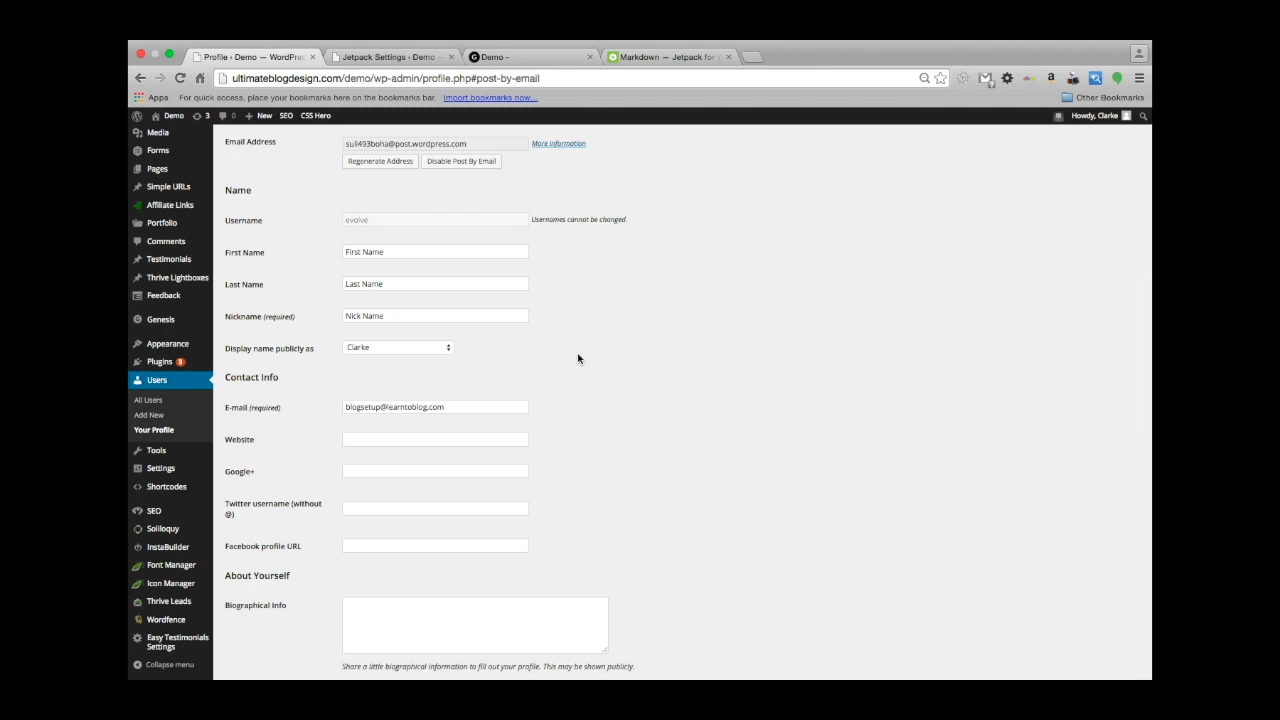 Profile ‹ Demo — WordPres
Jetpack Settings ‹ Demo —
Demo -
Markdown — Jetpack for W
ultimateblogdesign.com/demo/wp-admin/profile.php#post-by-email
Apps
For quick access, place your bookmarks here on the bookmarks bar.
Import bookmarks now...
Other Bookmarks
Demo
3
0
New
SEO
CSS Hero
Howdy, Clarke
Media
Forms
Pages
Simple URLs
Affiliate Links
Portfolio
Comments
Testimonials
Thrive Lightboxes
Feedback
Genesis
Appearance
Plugins 3
Users
All Users
Add New
Your Profile
Tools
Settings
Shortcodes
SEO
Soliloquy
InstaBuilder
Font Manager
Icon Manager
Thrive Leads
Wordfence
Easy Testimonials
Settings
Collapse menu
Email Address
More information
Regenerate Address
Disable Post By Email
Name
Username
evolve
Usernames cannot be changed.
First Name
First Name
Last Name
Last Name
Nickname (required)
Nick Name
Display name publicly as
Clarke
Contact Info
E-mail (required)
blogsetup@learntoblog.com
Website
Google+
Twitter username (without
@)
Facebook profile URL
About Yourself
Biographical Info
Share a little biographical information to fill out your profile. This may be shown publicly.